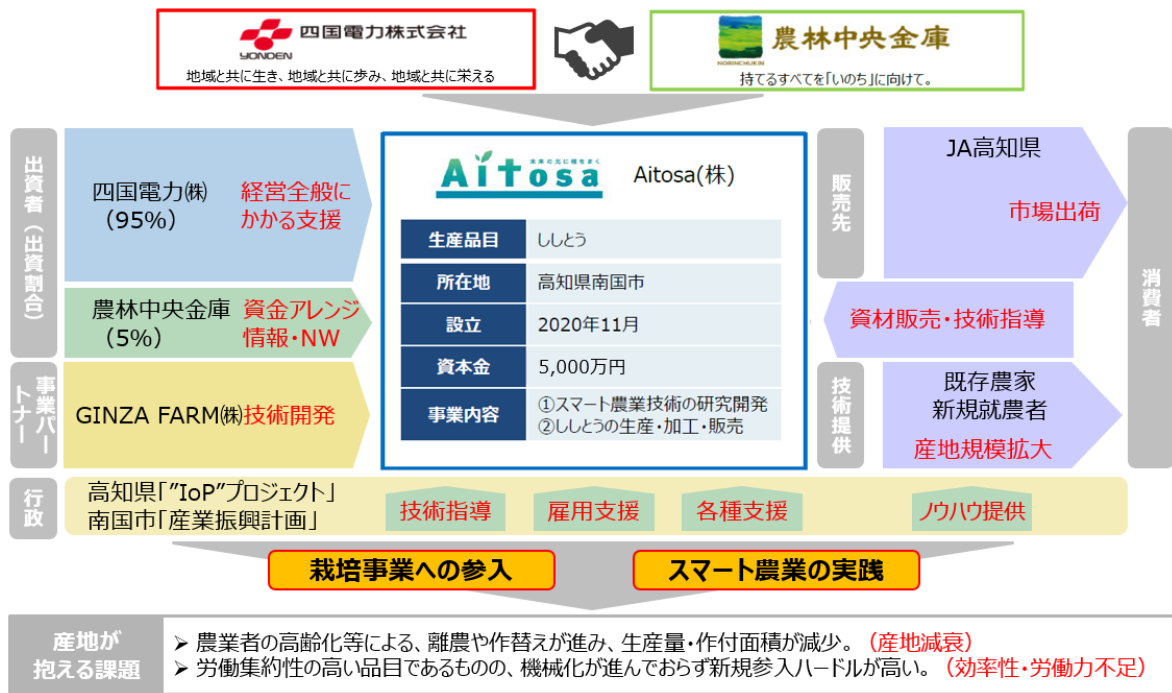 四国電力株式会社
YONDEN
地域と共に生き、地域と共に歩み、地域と共に栄える
農林中央金庫
NORINCHUKIN
持てるすべてを「いのち」に向けて。
出資者（出資割合）
四国電力㈱
（95%）
経営全般に
かかる支援
農林中央金庫
（5%）
資金アレンジ
情報・NW
事業パー
トナー
GINZA FARM㈱技術開発
未来の元に種をまく
Aitosa
Aitosa(株)
生産品目 ししとう
所在地 高知県南国市
設立 2020年11月
資本金 5,000万円
事業内容 ①スマート農業技術の研究開発
②ししとうの生産・加工・販売
販売先
JA高知県
市場出荷
資材販売・技術指導
技術提供
既存農家
新規就農者
産地規模拡大
消費者
行政
高知県「”IoP”プロジェクト」
南国市「産業振興計画」
技術指導
雇用支援
各種支援
ノウハウ提供
栽培事業への参入
スマート農業の実践
産地が
抱える課題
➢ 農業者の高齢化等による、離農や作替えが進み、生産量・作付面積が減少。（産地減衰）
➢ 労働集約性の高い品目であるものの、機械化が進んでおらず新規参入ハードルが高い。（効率性・労働力不足）